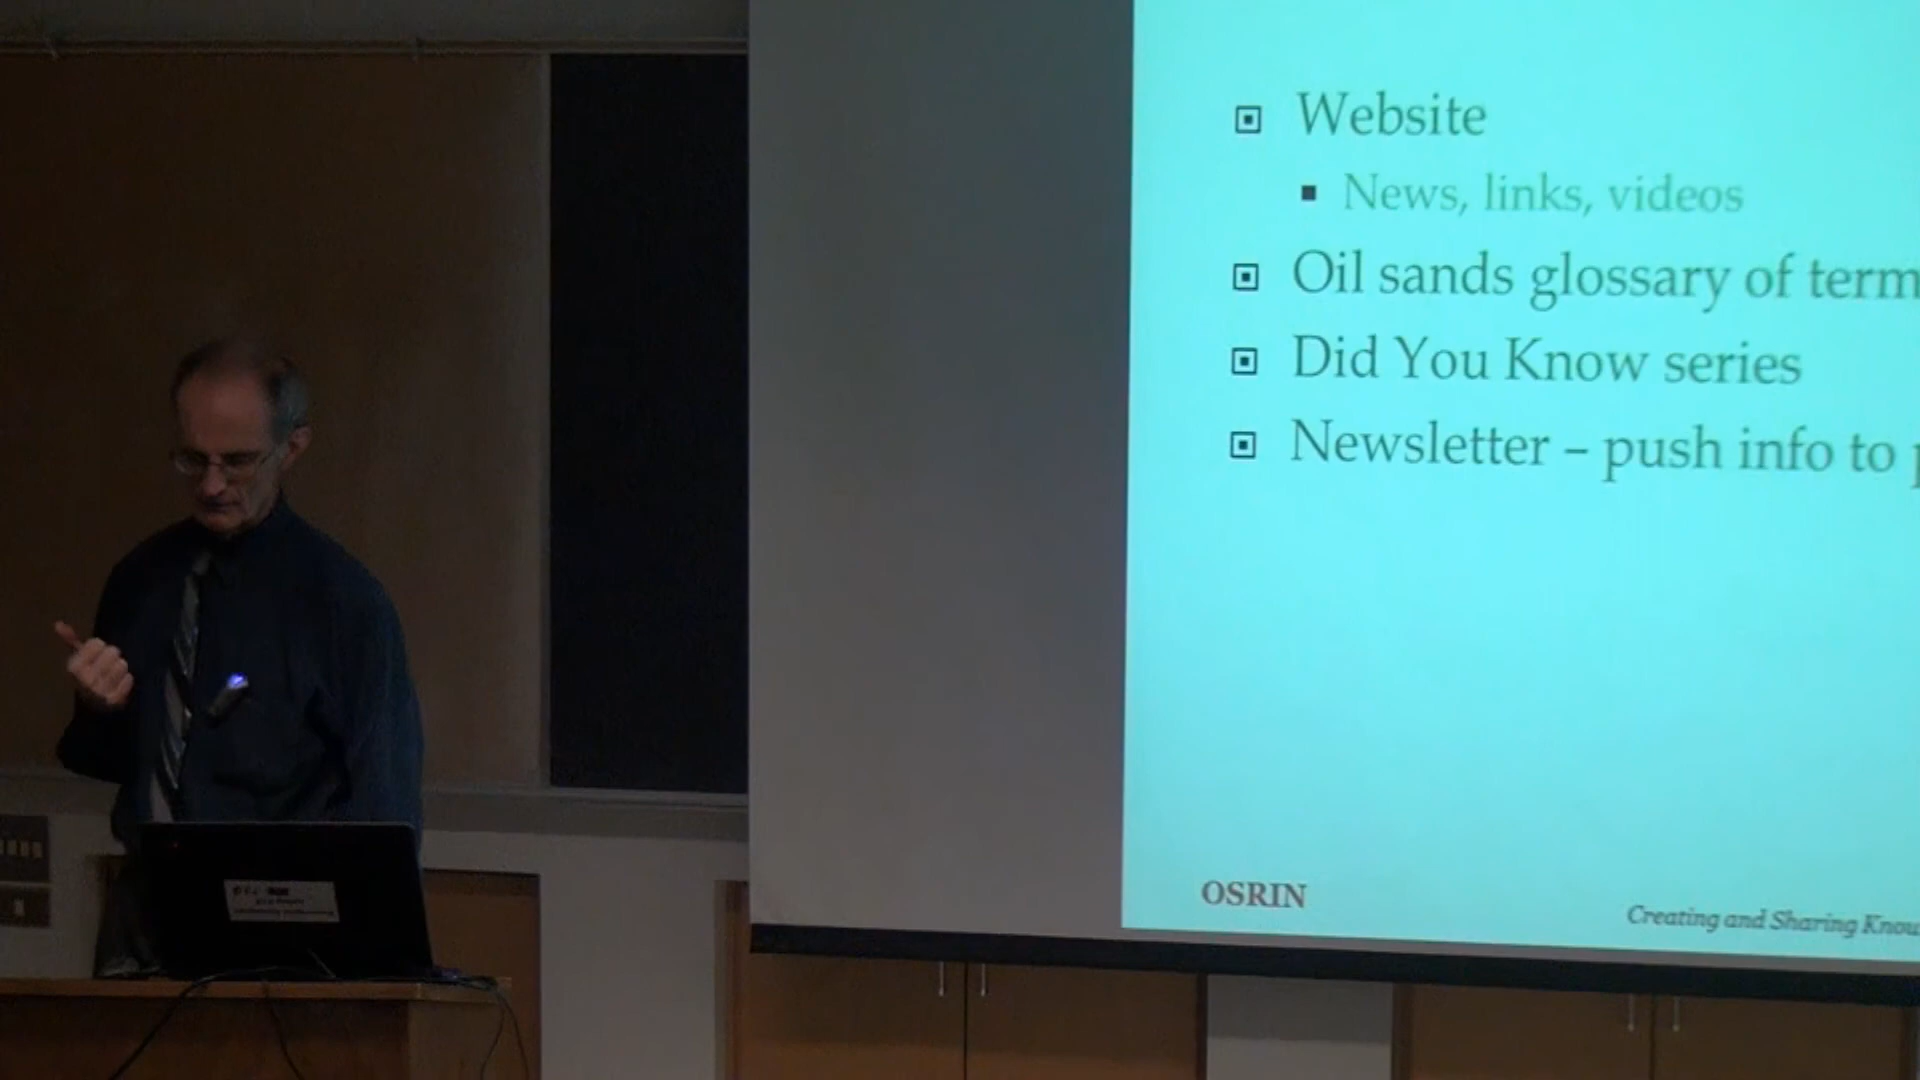 Website
News, links, videos
Oil sands glossary of term
Did You Know series
Newsletter – push info to p
OSRIN
Creating and Sharing Know